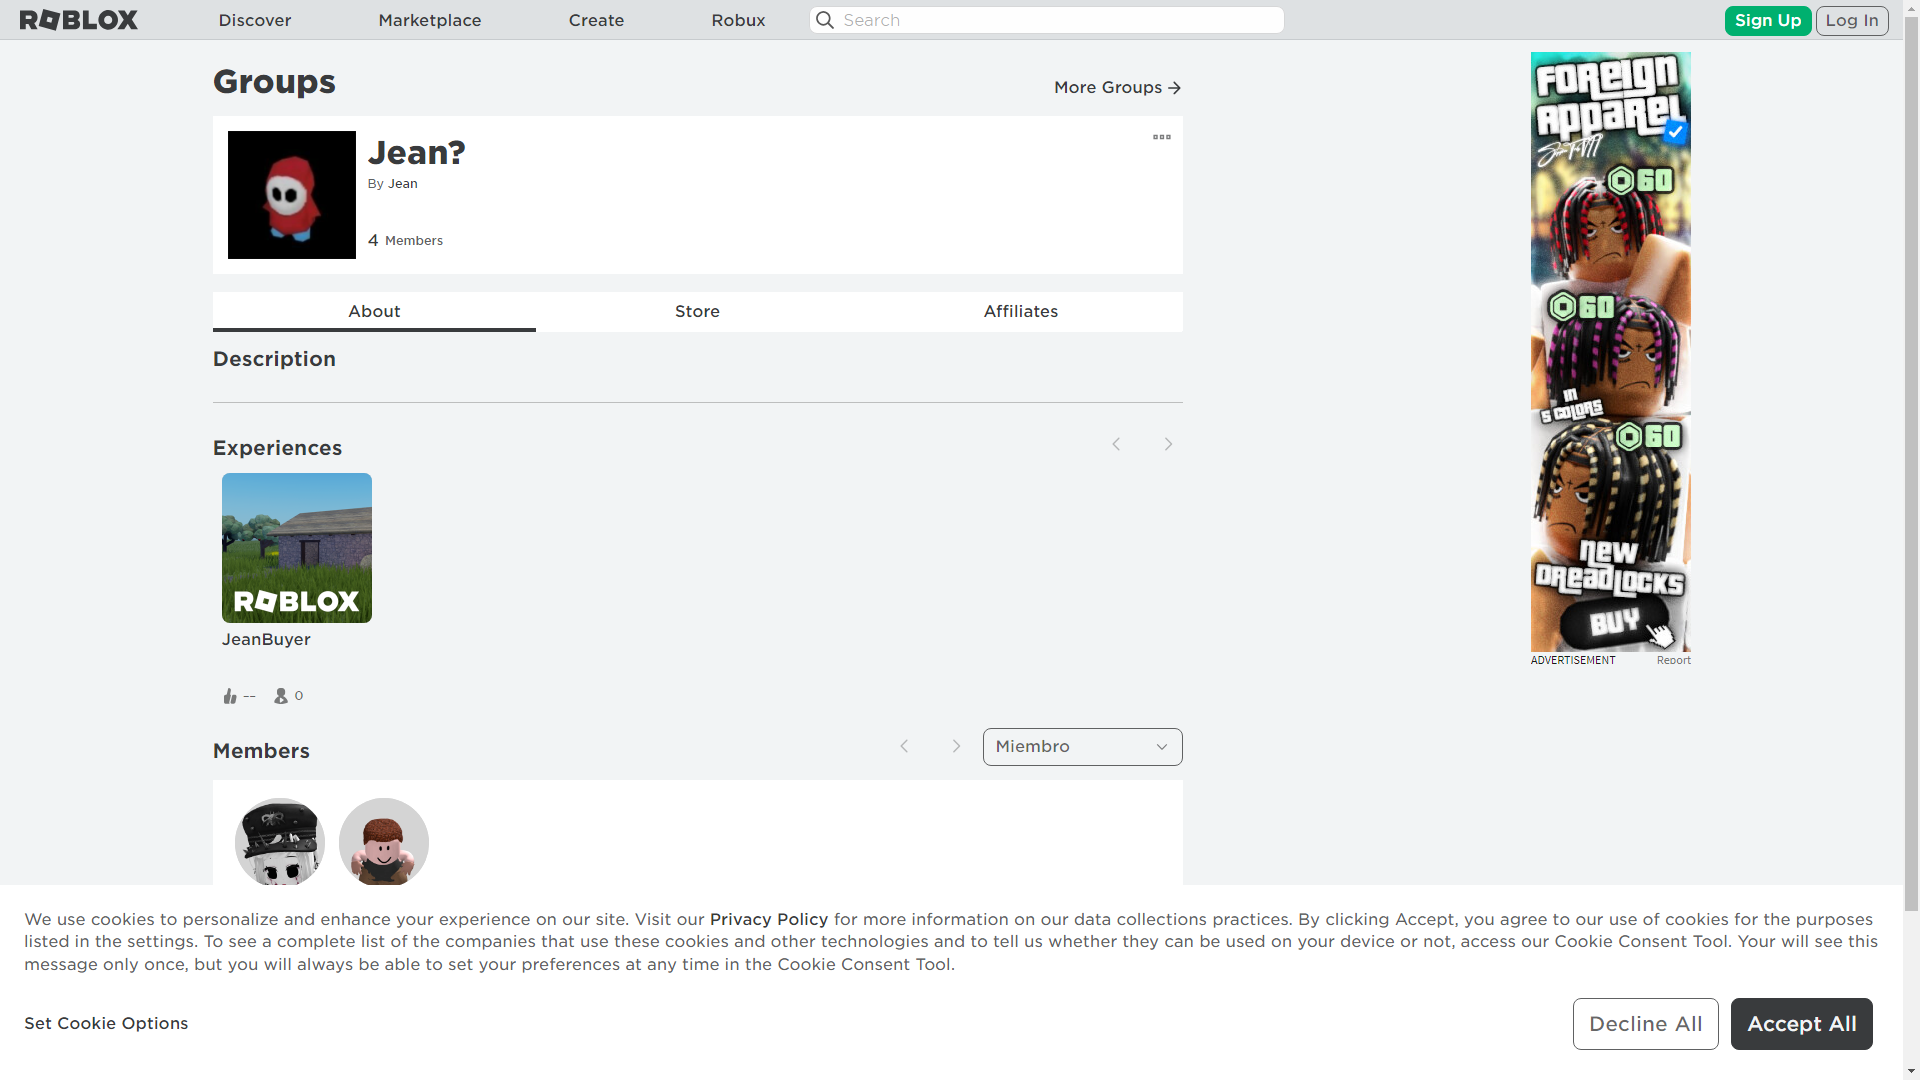 ROBLOX
Discover
Marketplace
Create
Robux
Search
Sign Up
Log In
Groups
More Groups
Jean?
By Jean
4 Members
About
Store
Affiliates
Description
Experiences
ROBLOX
JeanBuyer
--
0
Members
Miembro
FOREIGN
APPAREL
60
60
IN
5 COLORS
60
NEW
DREADLOCKS
BUY
ADVERTISEMENT
Report
We use cookies to personalize and enhance your experience on our site. Visit our Privacy Policy for more information on our data collections practices. By clicking Accept, you agree to our use of cookies for the purposes
listed in the settings. To see a complete list of the companies that use these cookies and other technologies and to tell us whether they can be used on your device or not, access our Cookie Consent Tool. Your will see this
message only once, but you will always be able to set your preferences at any time in the Cookie Consent Tool.
Set Cookie Options
Decline All
Accept All